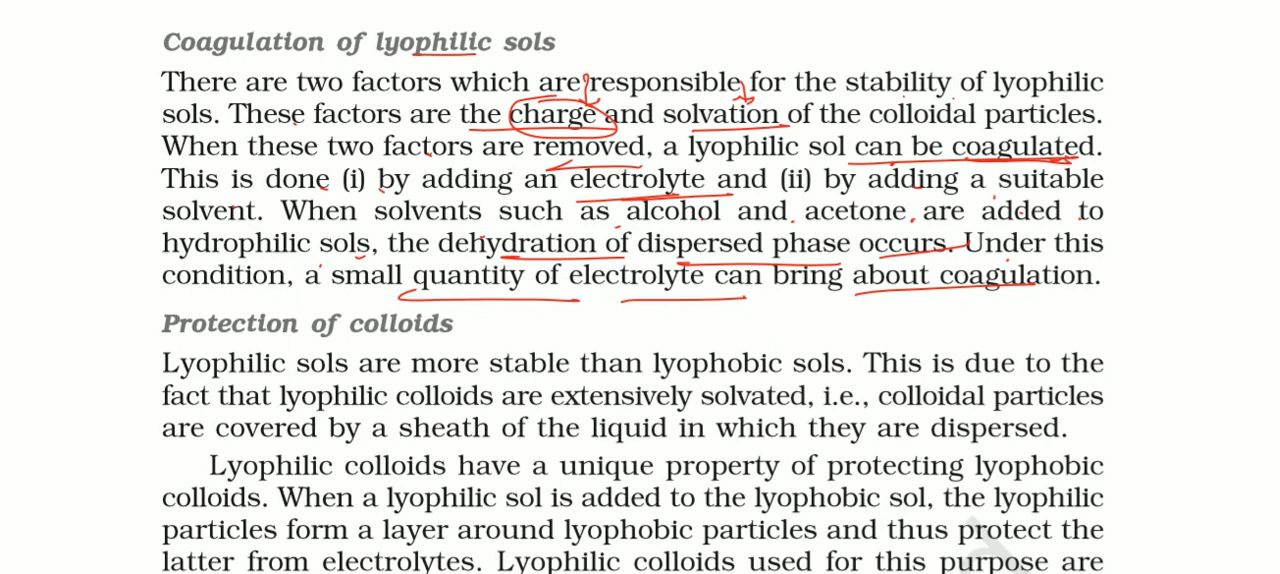 Coagulation of lyophilic sols
There are two factors which are responsible for the stability of lyophilic
sols. These factors are the charge and solvation of the colloidal particles.
When these two factors are removed, a lyophilic sol can be coagulated.
This is done (i) by adding an electrolyte and (ii) by adding a suitable
solvent. When solvents such as alcohol and acetone are added to
hydrophilic sols, the dehydration of dispersed phase occurs. Under this
condition, a small quantity of electrolyte can bring about coagulation.
Protection of colloids
Lyophilic sols are more stable than lyophobic sols. This is due to the
fact that lyophilic colloids are extensively solvated, i.e., colloidal particles
are covered by a sheath of the liquid in which they are dispersed.
Lyophilic colloids have a unique property of protecting lyophobic
colloids. When a lyophilic sol is added to the lyophobic sol, the lyophilic
particles form a layer around lyophobic particles and thus protect the
latter from electrolytes. Lyophilic colloids used for this purpose are